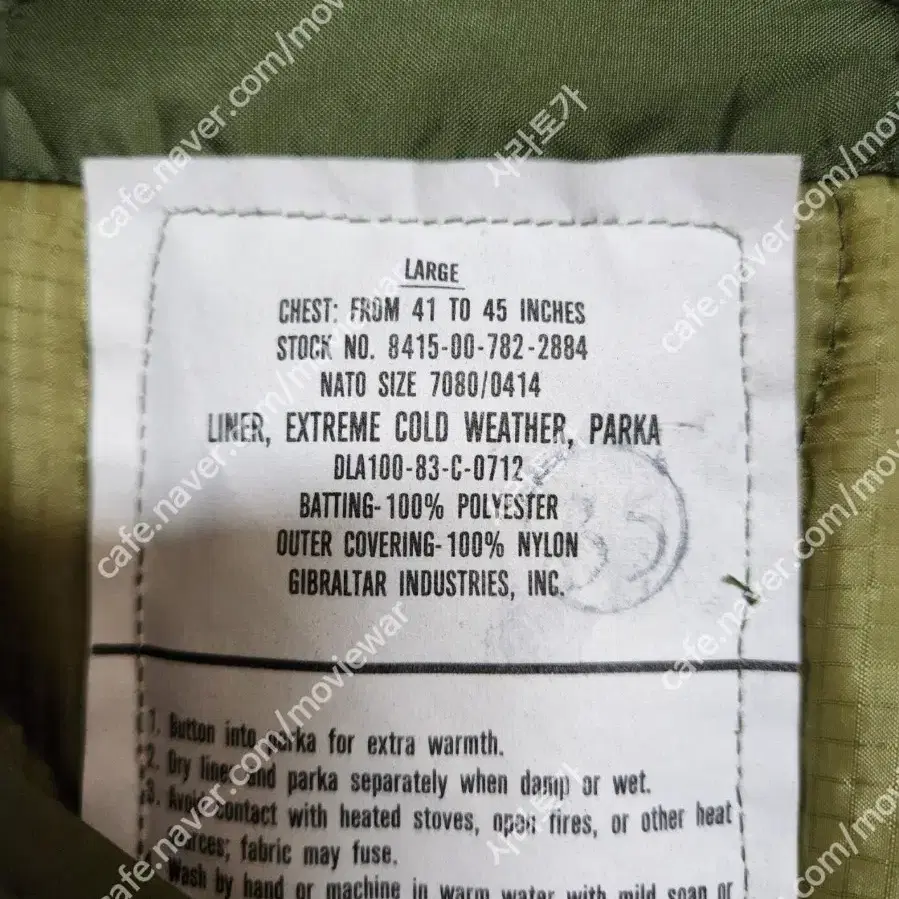 LARGE
CHEST: FROM 41 TO 45 INCHES
STOCK NO. 8415-00-782-2884
NATO SIZE 7080/0414
LINER, EXTREME COLD WEATHER, PARKA
DLA100-83-C-0712
BATTING-100% POLYESTER
OUTER COVERING-100% NYLON
GIBRALTAR INDUSTRIES, INC.
35
1. Button into parka for extra warmth.
2. Dry liner and parka separately when damp or wet.
3. Avoid contact with heated stoves, open fires, or other heat
sources; fabric may fuse.
Wash by hand or machine in warm water with mild soap or
cafe.naver.com/moviewar
사라토가